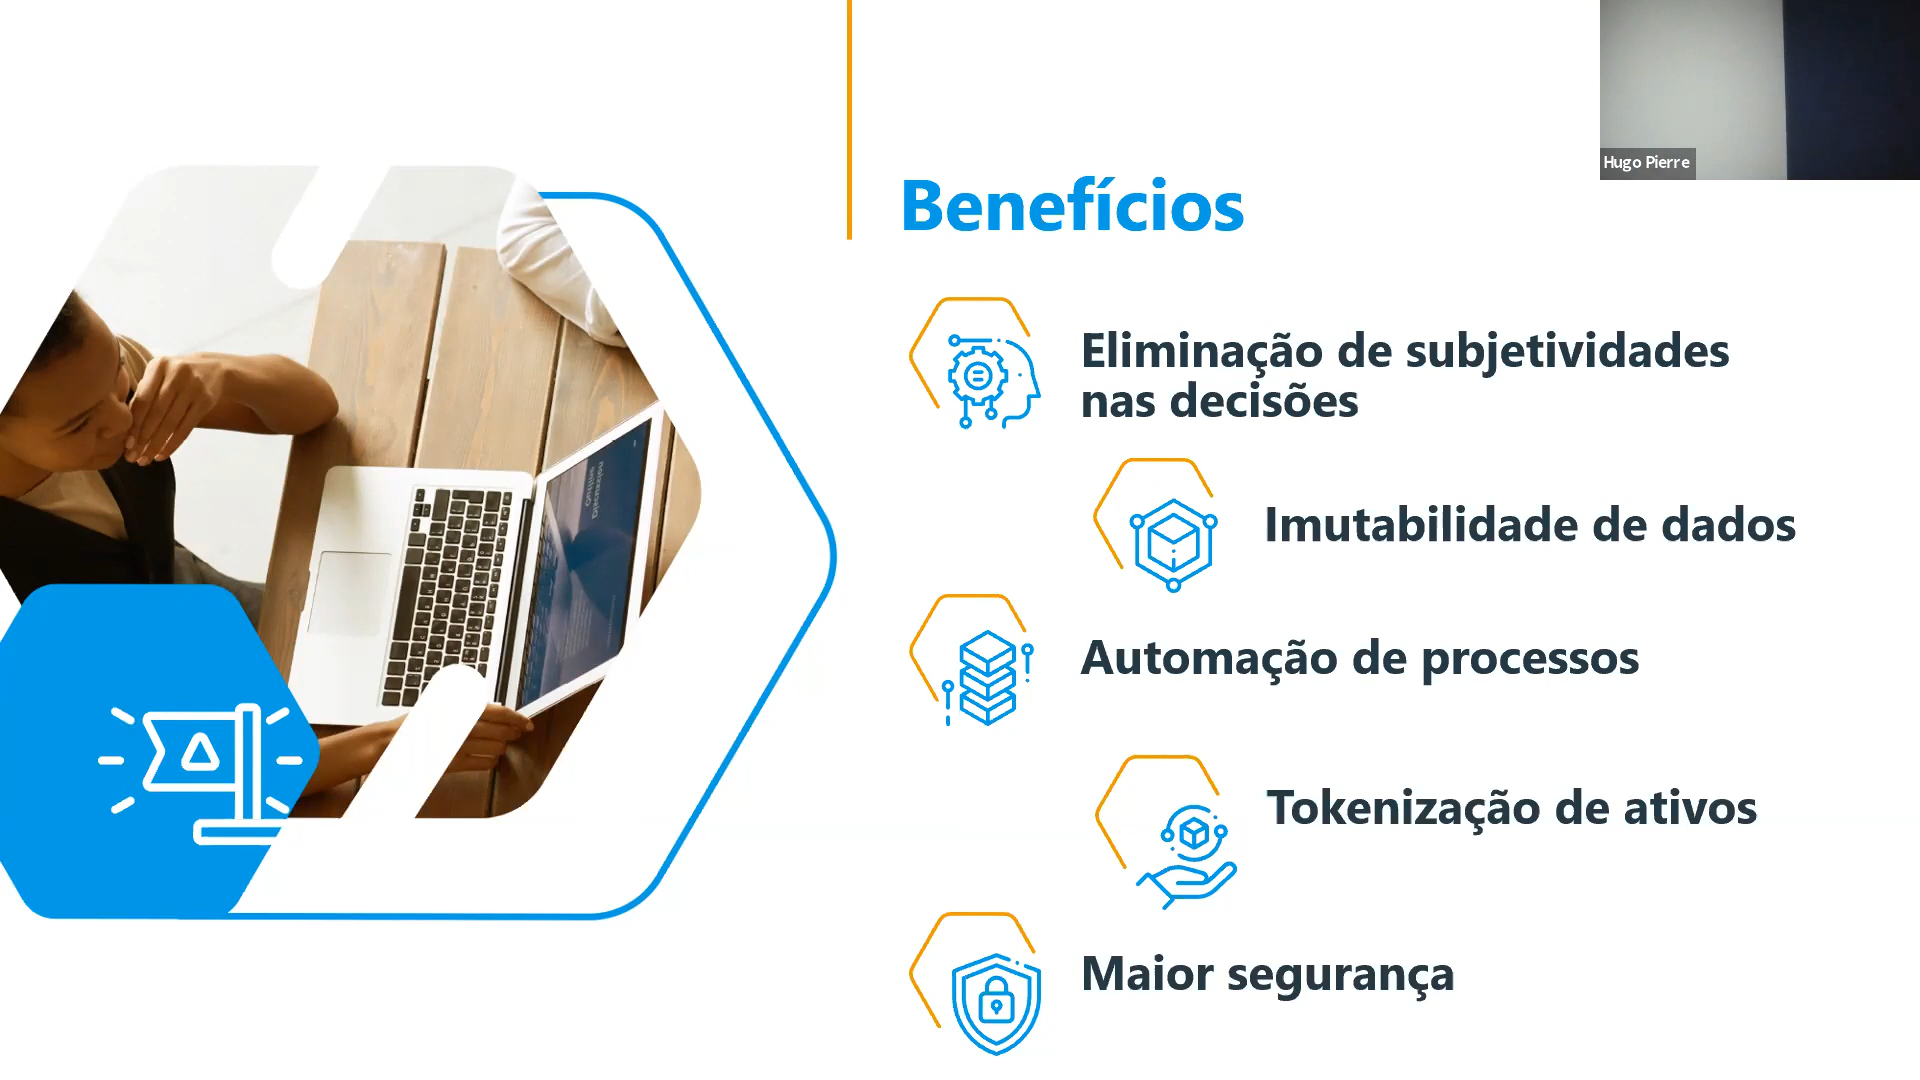 Hugo Pierre
Benefícios
Eliminação de subjetividades
nas decisões
Imutabilidade de dados
Automação de processos
Tokenização de ativos
Maior segurança